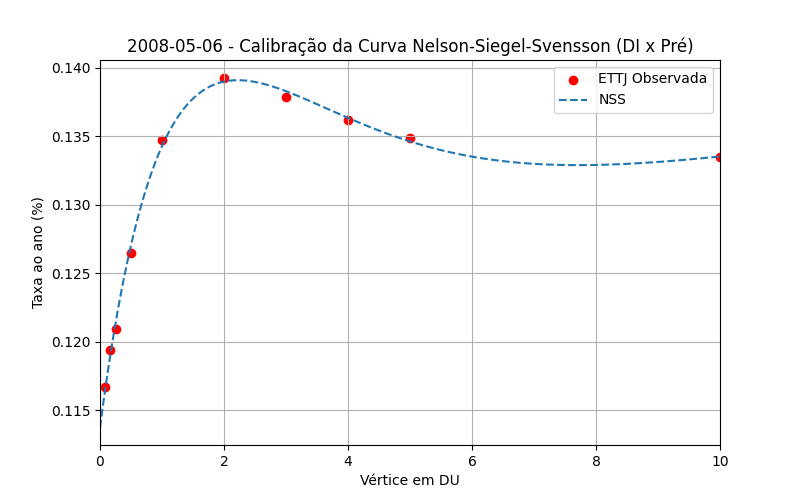 2008-05-06 - Calibração da Curva Nelson-Siegel-Svensson (DI x Pré)
ETTJ Observada
NSS
Taxa ao ano (%)
0.140
0.135
0.130
0.125
0.120
0.115
0 2 4 6 8 10
Vértice em DU